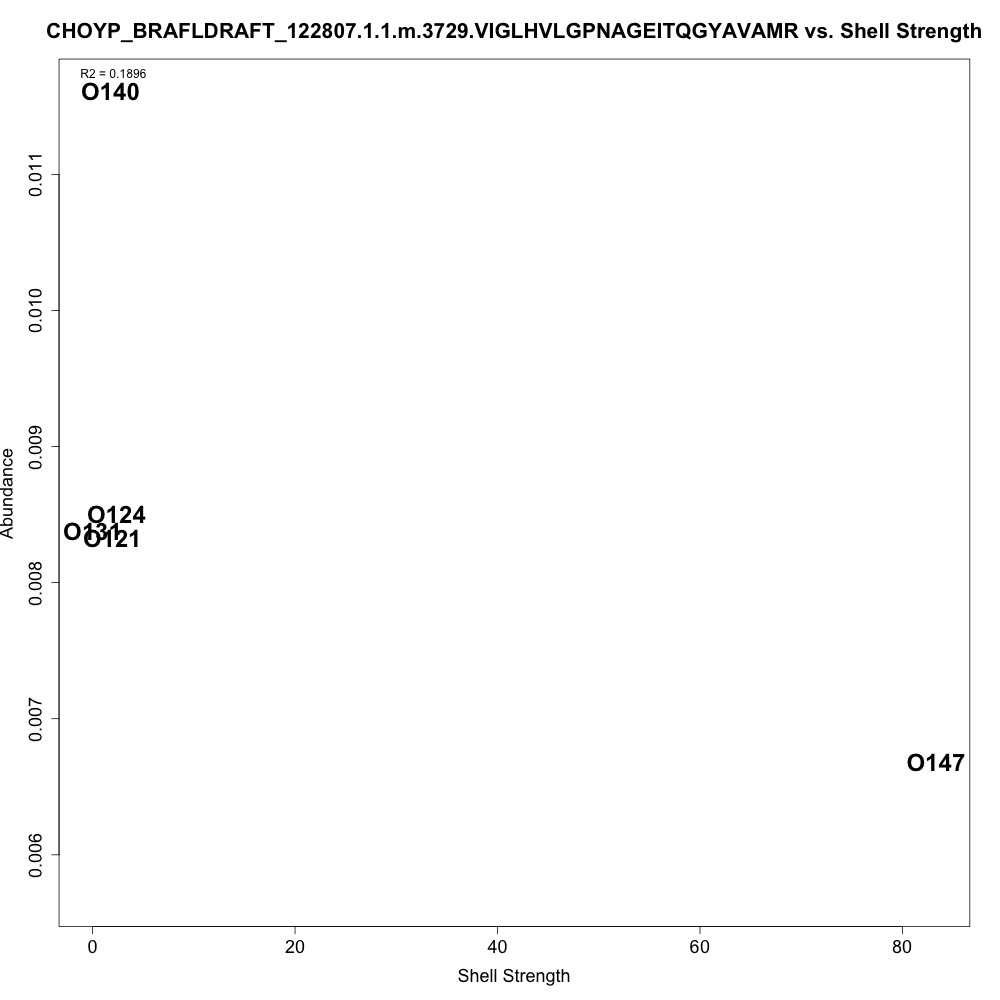 CHOYP_BRAFLDRAFT_122807.1.1.m.3729.VIGLHVLGPNAGEITQGYAVAMR vs. Shell Strength
R2 = 0.1896
O140
0.011
0.010
0.009
Abundance
O124
O131
O121
0.008
0.007
O147
0.006
0 20 40 60 80
Shell Strength